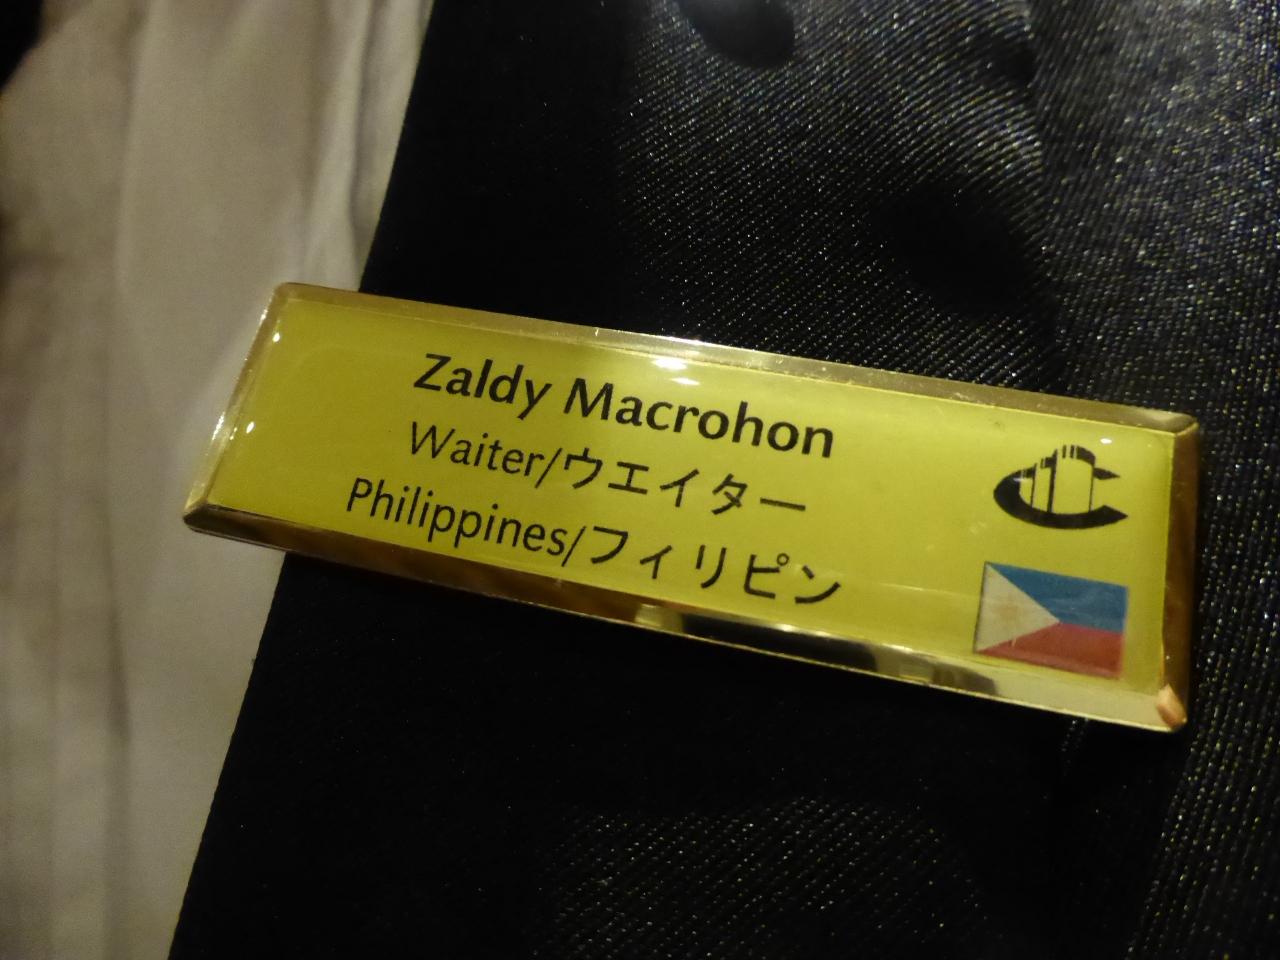 Zaldy Macrohon
Waiter/ウエイター
Philippines/フィリピン